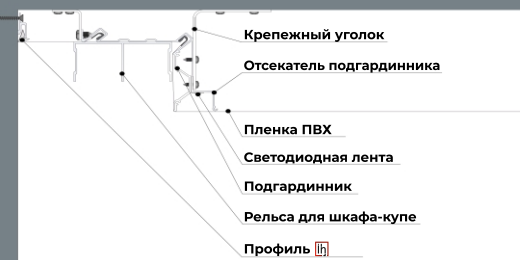 Крепежный уголок
Отсекатель подгардинника
Пленка ПВХ
Светодиодная лента
Подгардинник
Рельса для шкафа-купе
Профиль